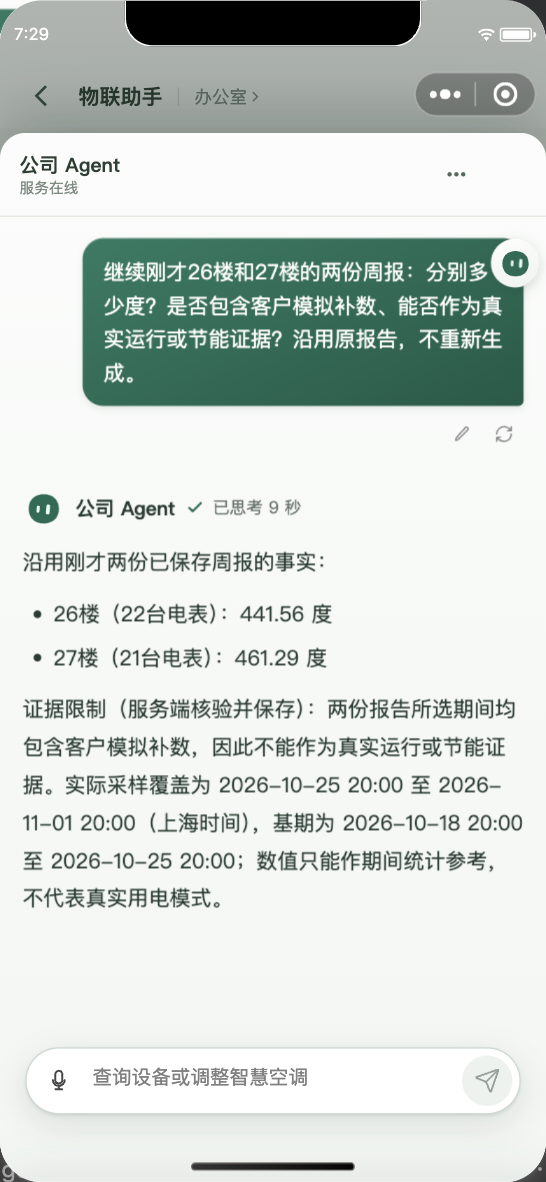 7:29
物联助手 | 办公室 >
公司 Agent
服务在线
继续刚才26楼和27楼的两份周报：分别多
少度？是否包含客户模拟补数、能否作为真
实运行或节能证据？沿用原报告，不重新生
成。
公司 Agent ✓ 已思考 9 秒
沿用刚才两份已保存周报的事实：
• 26楼（22台电表）：441.56 度
• 27楼（21台电表）：461.29 度
证据限制（服务端核验并保存）：两份报告所选期间均
包含客户模拟补数，因此不能作为真实运行或节能证
据。实际采样覆盖为 2026-10-25 20:00 至 2026-
11-01 20:00（上海时间），基期为 2026-10-18 20:00
至 2026-10-25 20:00；数值只能作期间统计参考，
不代表真实用电模式。
查询设备或调整智慧空调